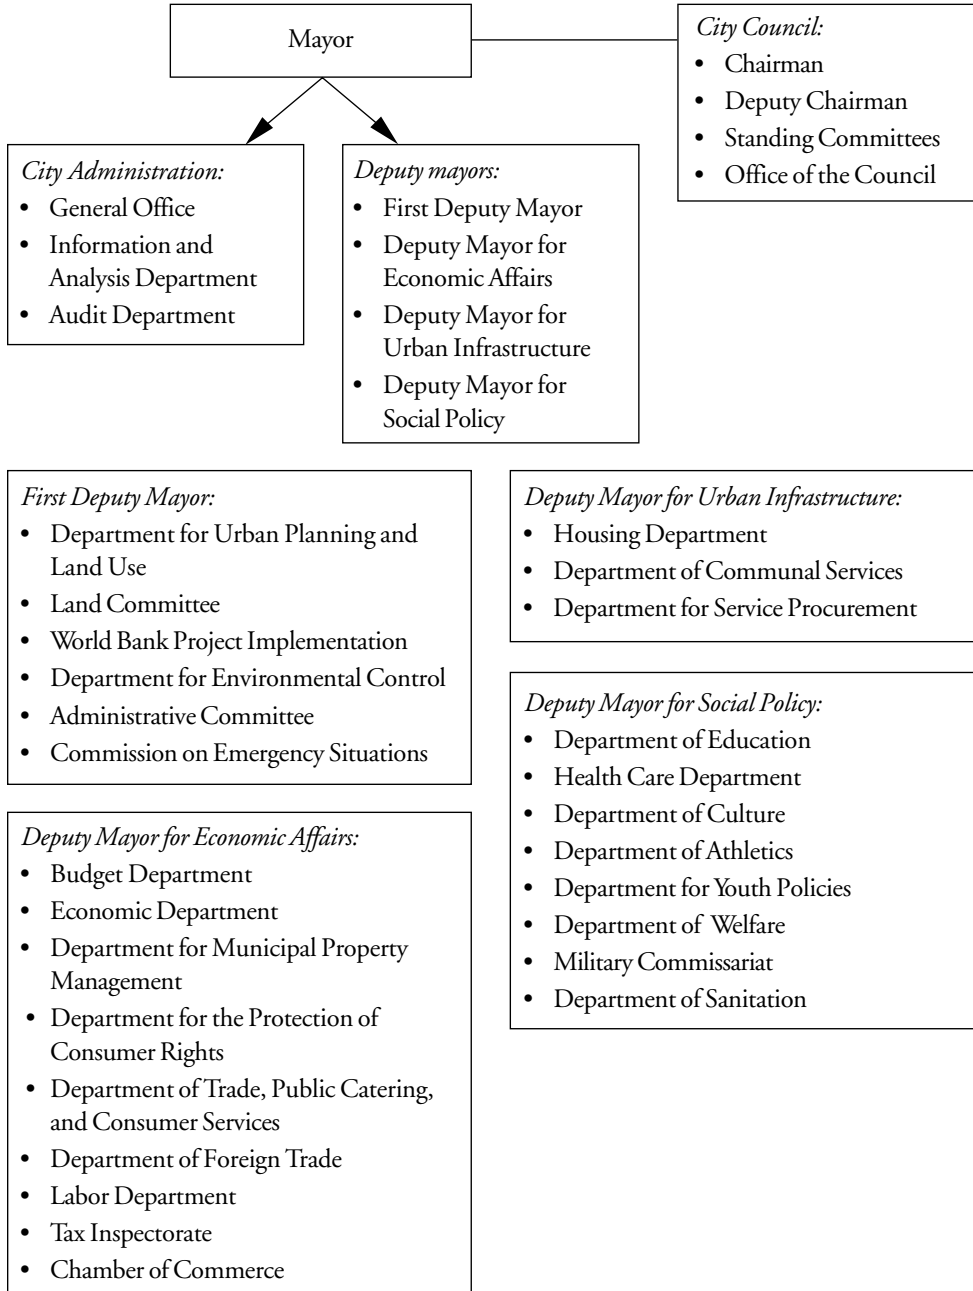 Mayor
City Council:
• Chairman
• Deputy Chairman
• Standing Committees
• Office of the Council
City Administration:
• General Office
• Information and
Analysis Department
• Audit Department
Deputy mayors:
• First Deputy Mayor
• Deputy Mayor for
Economic Affairs
• Deputy Mayor for
Urban Infrastructure
• Deputy Mayor for
Social Policy
First Deputy Mayor:
• Department for Urban Planning and
Land Use
• Land Committee
• World Bank Project Implementation
• Department for Environmental Control
• Administrative Committee
• Commission on Emergency Situations
Deputy Mayor for Urban Infrastructure:
• Housing Department
• Department of Communal Services
• Department for Service Procurement
Deputy Mayor for Social Policy:
• Department of Education
• Health Care Department
• Department of Culture
• Department of Athletics
• Department for Youth Policies
• Department of Welfare
• Military Commissariat
• Department of Sanitation
Deputy Mayor for Economic Affairs:
• Budget Department
• Economic Department
• Department for Municipal Property
Management
• Department for the Protection of
Consumer Rights
• Department of Trade, Public Catering,
and Consumer Services
• Department of Foreign Trade
• Labor Department
• Tax Inspectorate
• Chamber of Commerce